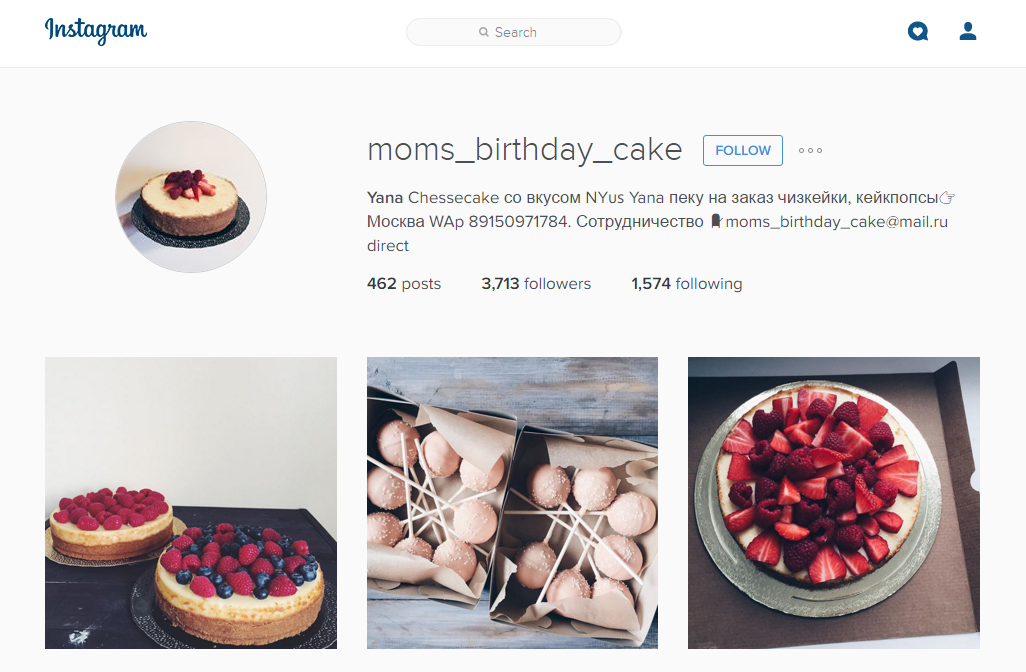 Instagram
Search
moms_birthday_cake FOLLOW
Yana Chessecake со вкусом NYus Yana пеку на заказ чизкейки, кейкпопсы👉
Москва WAp 89150971784. Сотрудничество moms_birthday_cake@mail.ru
direct
462 posts 3,713 followers 1,574 following